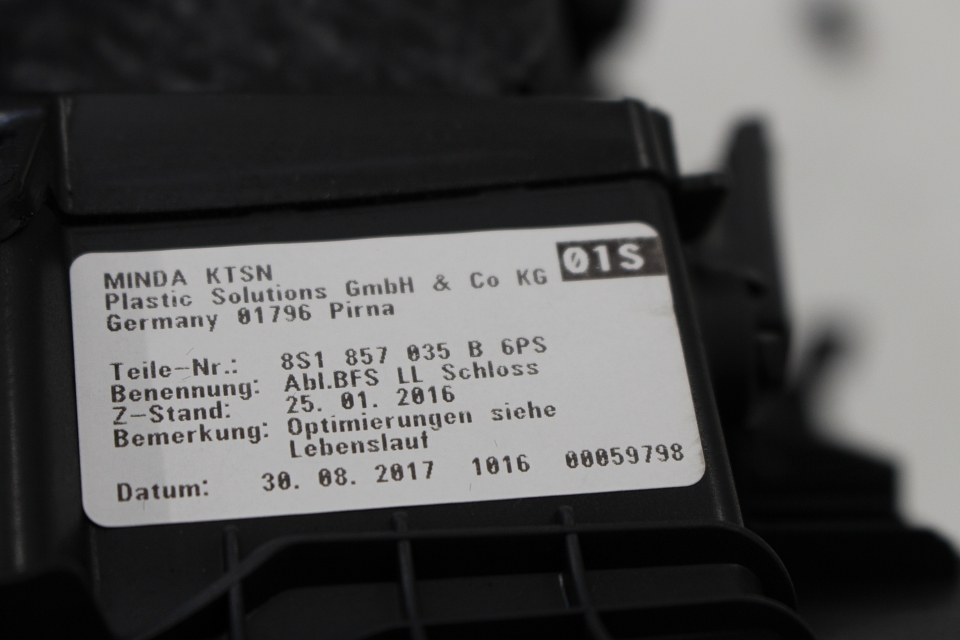 MINDA KTSN
Plastic Solutions GmbH & Co KG 01S
Germany 01796 Pirna
Teile-Nr.: 8S1 857 035 B 6PS
Benennung: Abl.BFS LL Schloss
Z-Stand: 25. 01. 2016
Bemerkung: Optimierungen siehe
Lebenslauf
Datum: 30. 08. 2017 1016 00059798